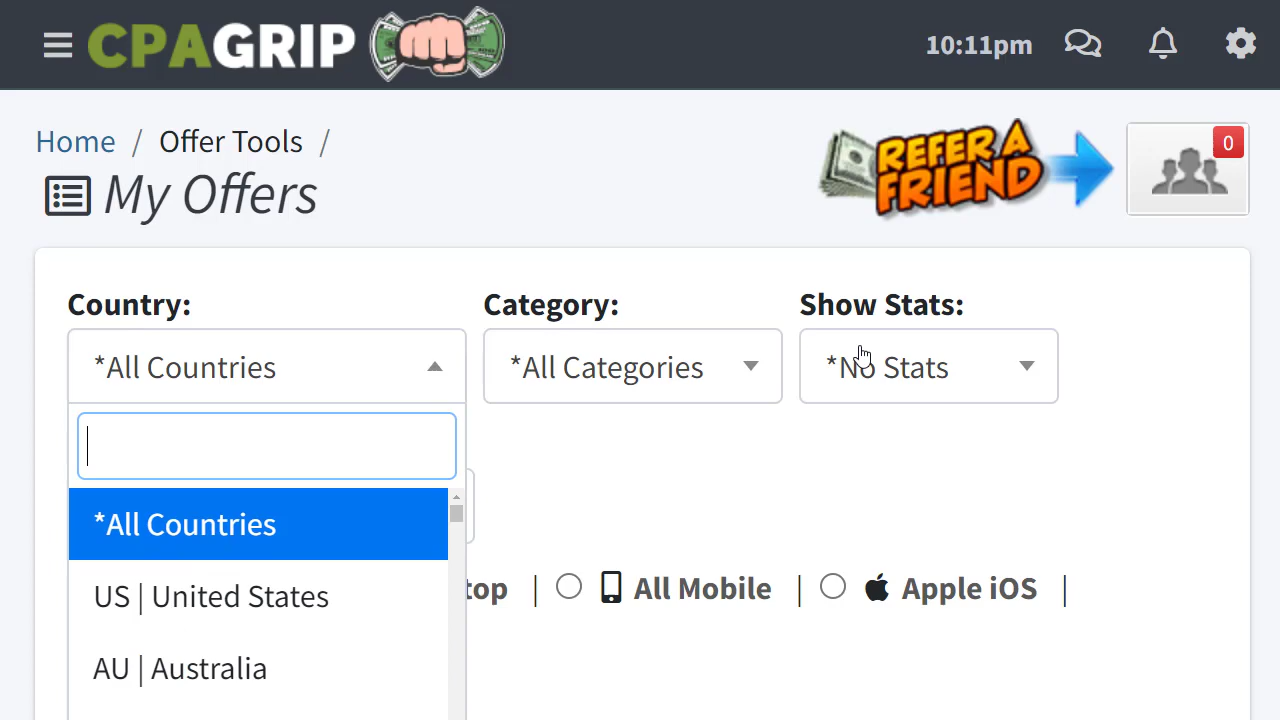 CPAGRIP
10:11pm
Home / Offer Tools /
My Offers
REFER A
FRIEND
0
Country:
Category:
Show Stats:
*All Countries
*All Categories
*No Stats
*All Countries
top | All Mobile | Apple iOS |
US | United States
AU | Australia